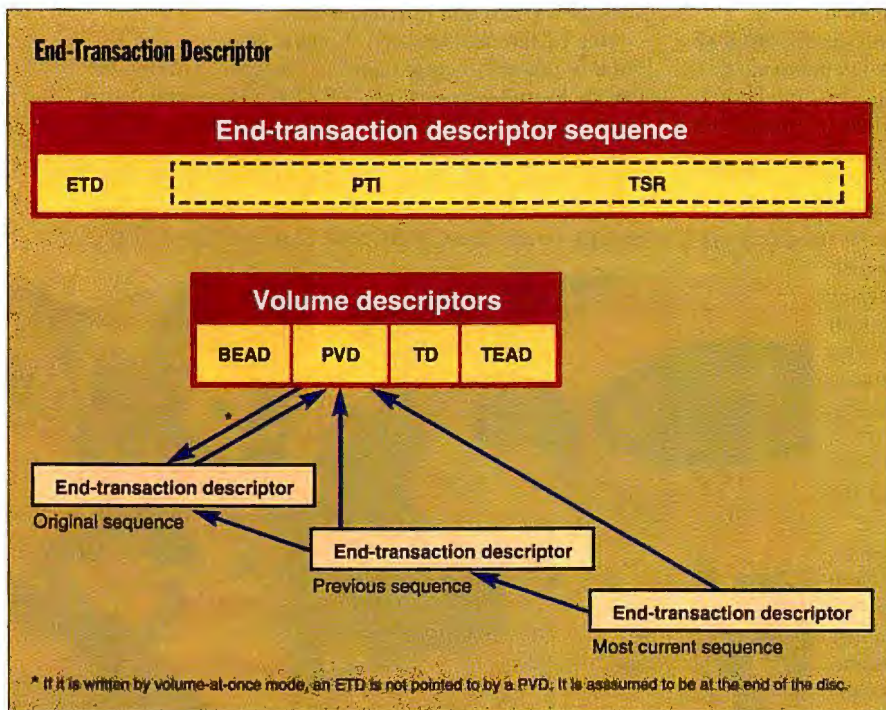 End-Transaction Descriptor
End-transaction descriptor sequence
ETD PTI TSR
Volume descriptors
BEAD PVD TD TEAD
*
End-transaction descriptor
Original sequence
End-transaction descriptor
Previous sequence
End-transaction descriptor
Most current sequence
* If it is written by volume-at-once mode, an ETD is not pointed to by a PVD. It is asssumed to be at the end of the disc.